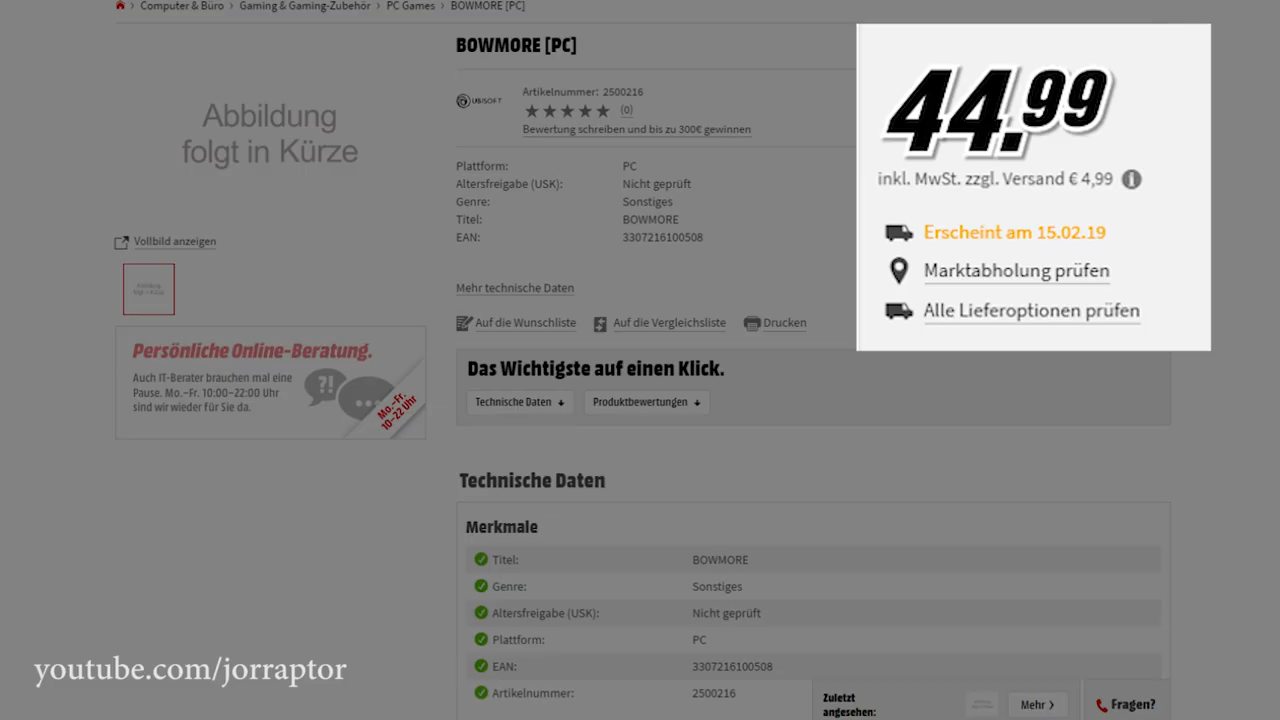 Computer & Büro › Gaming & Gaming-Zubehör › PC Games › BOWMORE [PC]
Abbildung
folgt in Kürze
Vollbild anzeigen
Persönliche Online-Beratung.
Auch IT-Berater brauchen mal eine
Pause. Mo.–Fr. 10:00–22:00 Uhr
sind wir wieder für Sie da.
?!
Mo.–Fr.
10–22 Uhr
BOWMORE [PC]
UBISOFT
Artikelnummer: 2500216
(0)
Bewertung schreiben und bis zu 300€ gewinnen
Plattform: PC
Altersfreigabe (USK): Nicht geprüft
Genre: Sonstiges
Titel: BOWMORE
EAN: 3307216100508
Mehr technische Daten
Auf die Wunschliste Auf die Vergleichsliste Drucken
44.99
inkl. MwSt. zzgl. Versand € 4,99
Erscheint am 15.02.19
Marktabholung prüfen
Alle Lieferoptionen prüfen
Das Wichtigste auf einen Klick.
Technische Daten Produktbewertungen
Technische Daten
Merkmale
Titel: BOWMORE
Genre: Sonstiges
Altersfreigabe (USK): Nicht geprüft
Plattform: PC
EAN: 3307216100508
Artikelnummer: 2500216
Zuletzt
angesehen:
Mehr ›
Fragen?
youtube.com/jorraptor